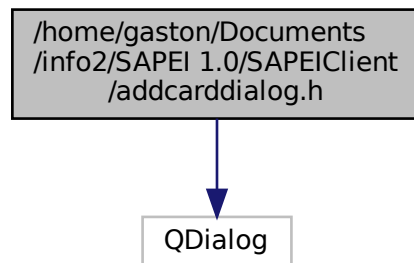 /home/gaston/Documents
/info2/SAPEI 1.0/SAPEIClient
/addcarddialog.h
QDialog